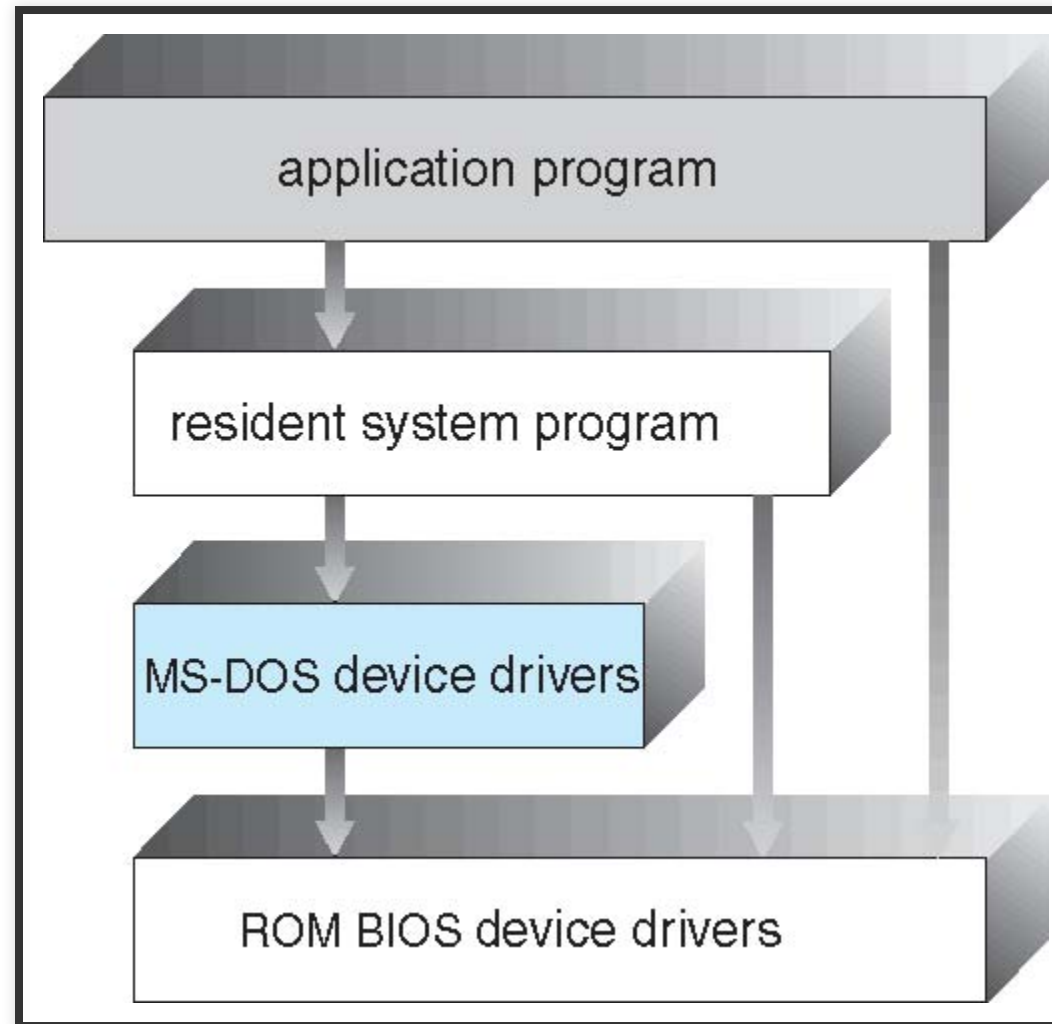 application program
resident system program
MS-DOS device drivers
ROM BIOS device drivers